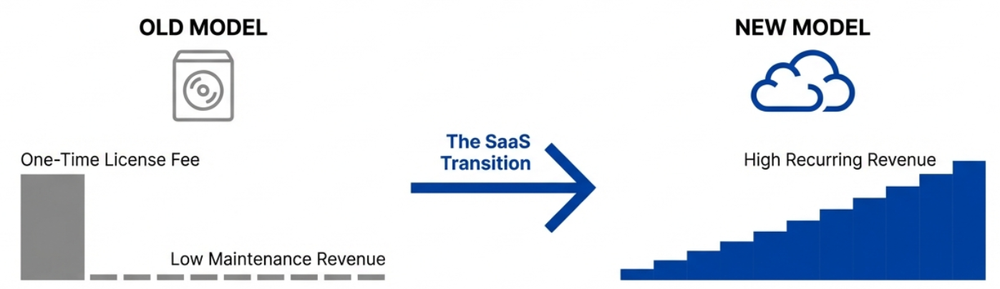 OLD MODEL
One-Time License Fee
Low Maintenance Revenue
The SaaS
Transition
NEW MODEL
High Recurring Revenue